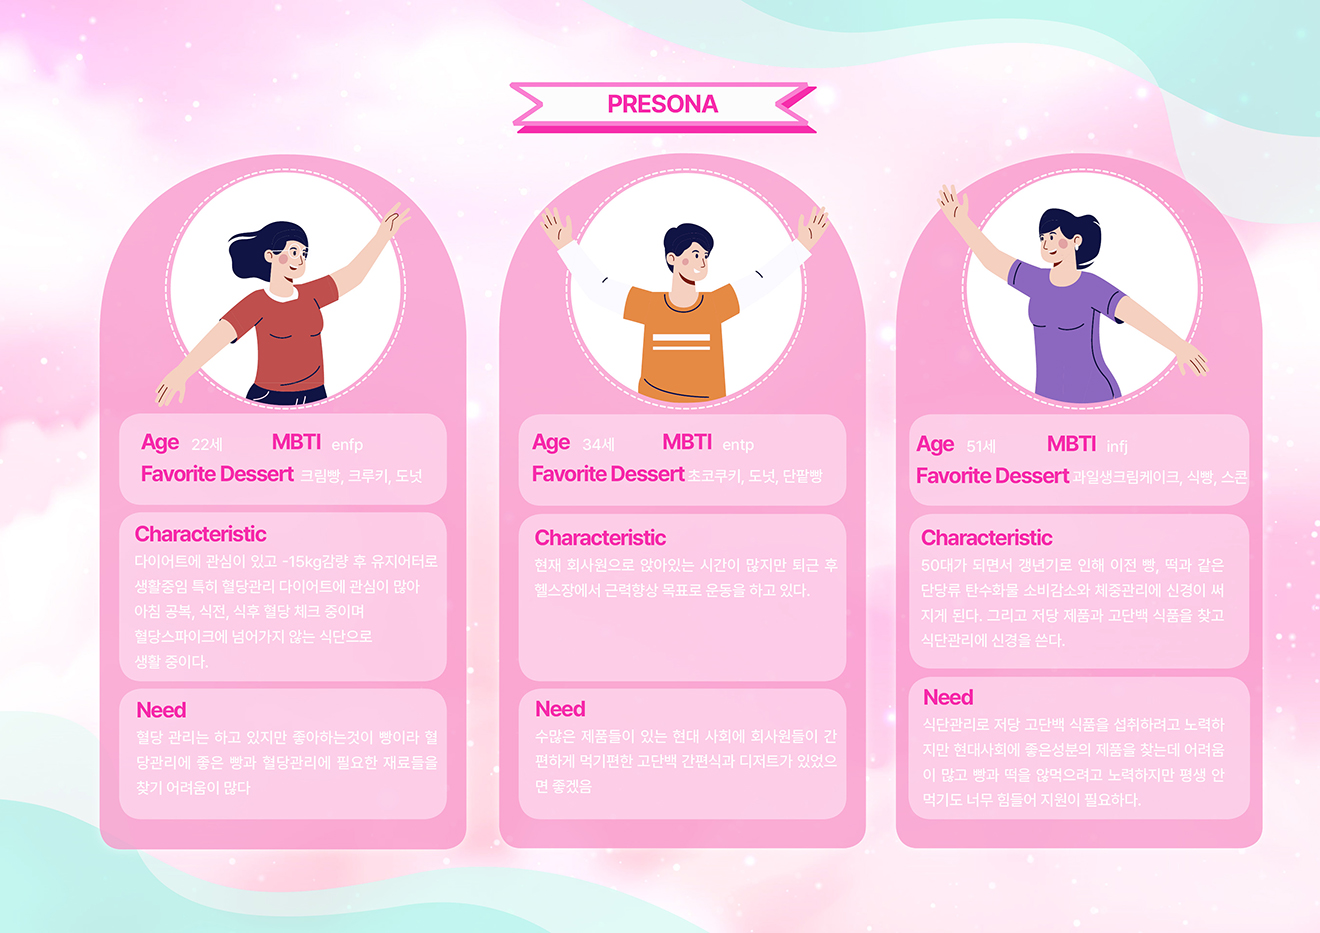 PRESONA
Age 22세 MBTI enfp
Favorite Dessert 크림빵, 크루키, 도넛
Characteristic
다이어트에 관심이 있고 -15kg감량 후 유지어터로
생활중임 특히 혈당관리 다이어트에 관심이 많아
아침 공복, 식전, 식후 혈당 체크 중이며
혈당스파이크에 넘어가지 않는 식단으로
생활 중이다.
Need
혈당 관리는 하고 있지만 좋아하는것이 빵이라 혈
당관리에 좋은 빵과 혈당관리에 필요한 재료들을
찾기 어려움이 많다
Age 34세 MBTI entp
Favorite Dessert 초코쿠키, 도넛, 단팥빵
Characteristic
현재 회사원으로 앉아있는 시간이 많지만 퇴근 후
헬스장에서 근력향상 목표로 운동을 하고 있다.
Need
수많은 제품들이 있는 현대 사회에 회사원들이 간
편하게 먹기편한 고단백 간편식과 디저트가 있었으
면 좋겠음
Age 51세 MBTI infj
Favorite Dessert 과일생크림케이크, 식빵, 스콘
Characteristic
50대가 되면서 갱년기로 인해 이전 빵, 떡과 같은
단당류 탄수화물 소비감소와 체중관리에 신경이 써
지게 된다. 그리고 저당 제품과 고단백 식품을 찾고
식단관리에 신경을 쓴다.
Need
식단관리로 저당 고단백 식품을 섭취하려고 노력하
지만 현대사회에 좋은성분의 제품을 찾는데 어려움
이 많고 빵과 떡을 않먹으려고 노력하지만 평생 안
먹기도 너무 힘들어 지원이 필요하다.